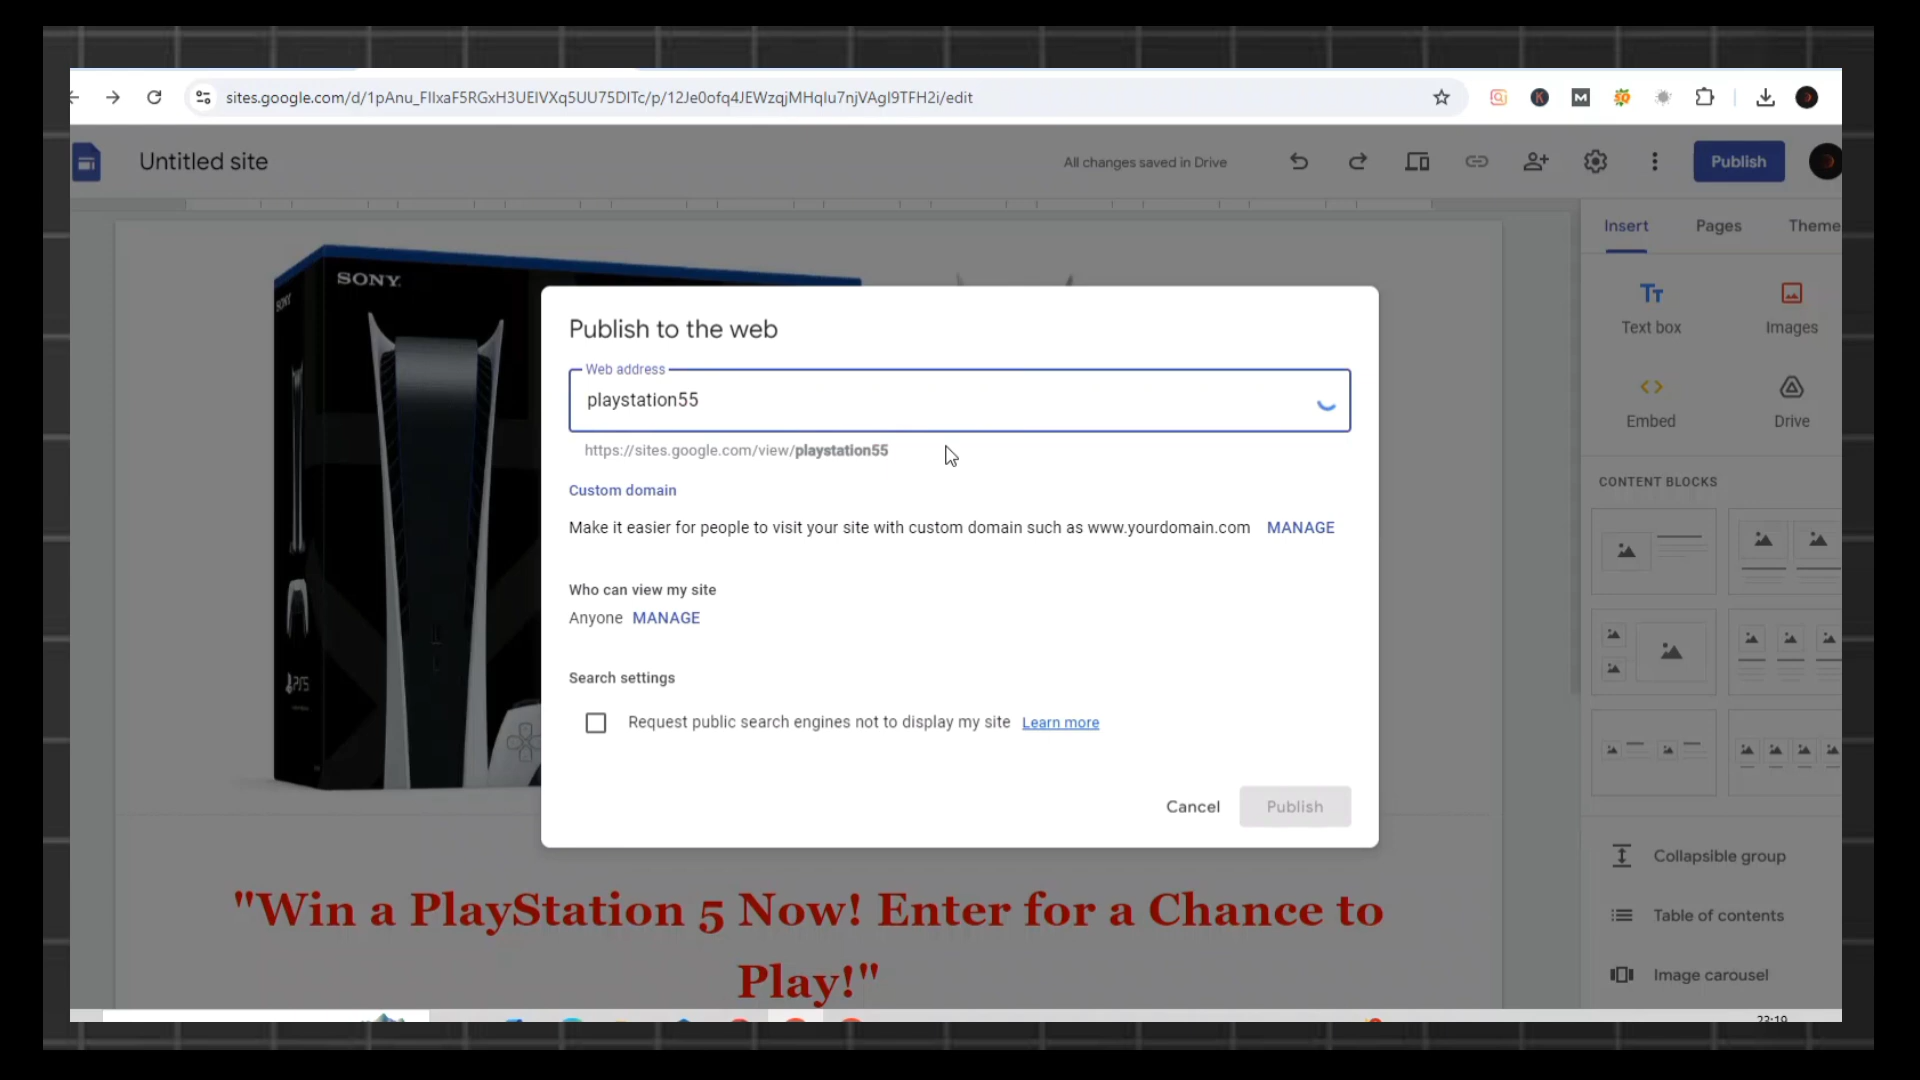 sites.google.com/d/1pAnu_FIIxaF5RGxH3UEIVXq5UU75DITc/p/12Je0ofq4JEWzqjMHqIu7njVAgI9TFH2i/edit
Untitled site
All changes saved in Drive
Publish
Insert
Pages
Theme
SONY
SONY
PS5
Text box
Images
Embed
Drive
CONTENT BLOCKS
Publish to the web
Web address
playstation55
https://sites.google.com/view/playstation55
Custom domain
Make it easier for people to visit your site with custom domain such as www.yourdomain.com MANAGE
Who can view my site
Anyone MANAGE
Search settings
Request public search engines not to display my site Learn more
Cancel
Publish
Collapsible group
Table of contents
Image carousel
"Win a PlayStation 5 Now! Enter for a Chance to
Play!"